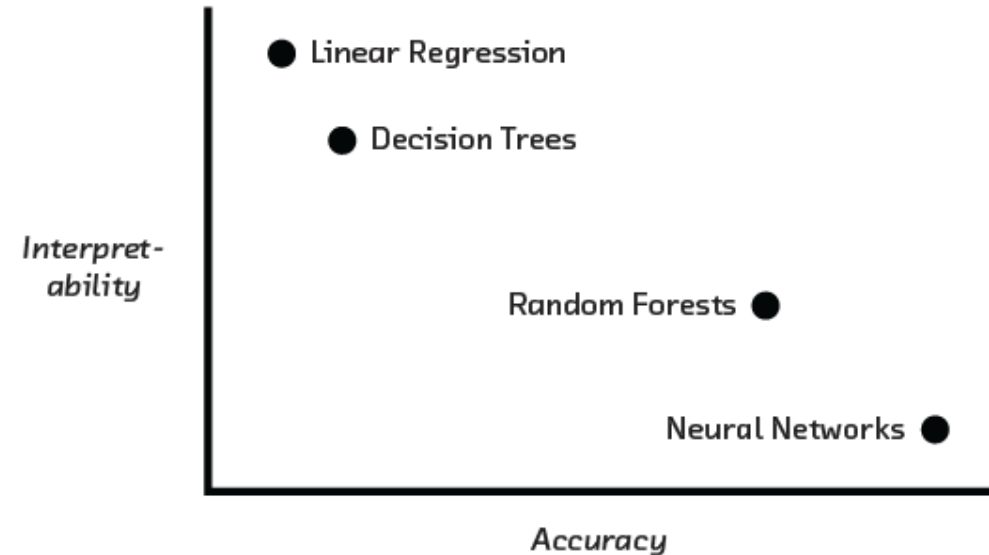 Linear Regression
Decision Trees
Interpret-
ability
Random Forests
Neural Networks
Accuracy